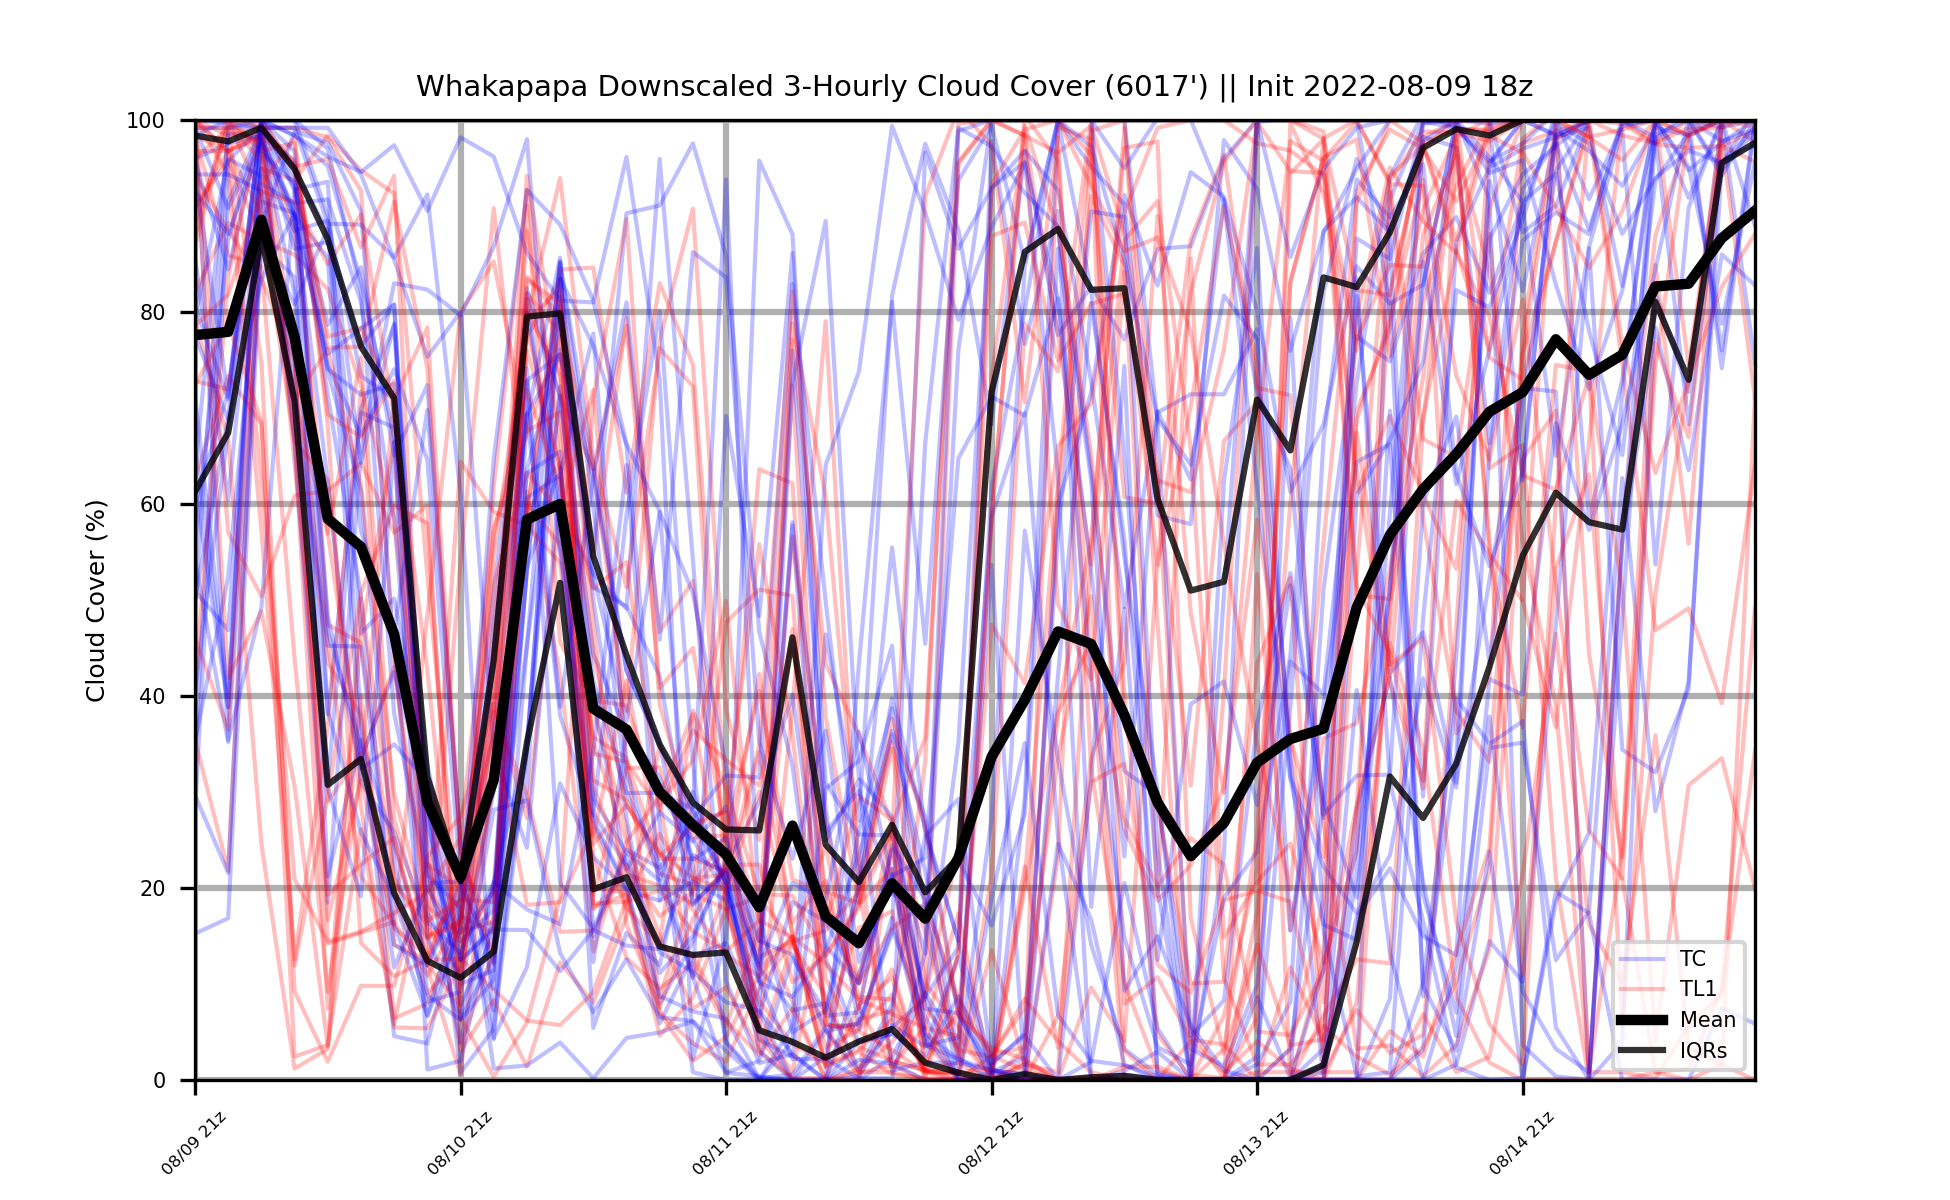 Whakapapa Downscaled 3-Hourly Cloud Cover (6017') || Init 2022-08-09 18z
Cloud Cover (%)
100
80
60
40
20
0
TC
TL1
Mean
IQRs
08/09 21z
08/10 21z
08/11 21z
08/12 21z
08/13 21z
08/14 21z